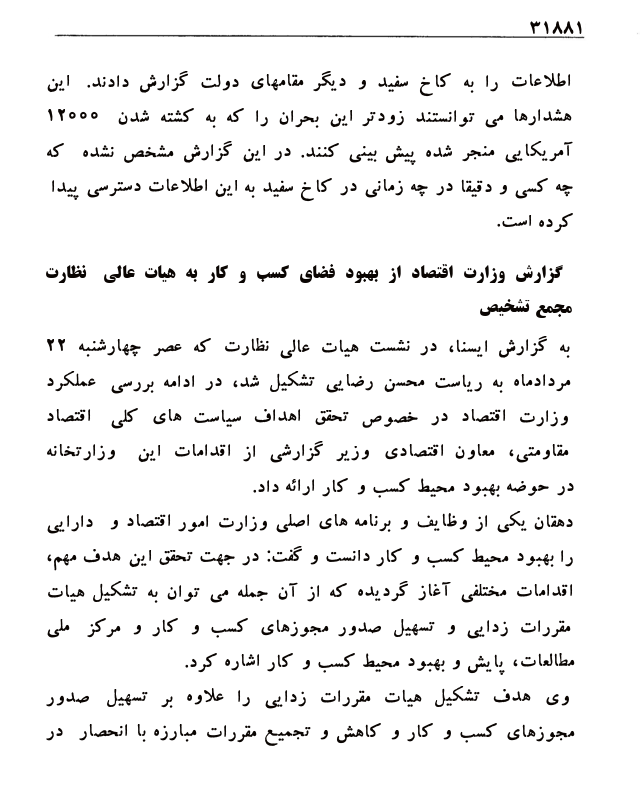 ۳۱۸۸۱
اطلاعات را به کاخ سفید و دیگر مقامهای دولت گزارش دادند. این
هشدارها می توانستند زودتر این بحران را که به کشته شدن ۱۲۰۰۰
آمریکایی منجر شده پیش بینی کنند. در این گزارش مشخص نشده که
چه کسی و دقیقا در چه زمانی در کاخ سفید به این اطلاعات دسترسی پیدا
کرده است.
گزارش وزارت اقتصاد از بهبود فضای کسب و کار به هیات عالی نظارت
مجمع تشخیص
به گزارش ایسنا، در نشست هیات عالی نظارت که عصر چهارشنبه ۲۲
مردادماه به ریاست محسن رضایی تشکیل شد، در ادامه بررسی عملکرد
وزارت اقتصاد در خصوص تحقق اهداف سیاست های کلی اقتصاد
مقاومتی، معاون اقتصادی وزیر گزارشی از اقدامات این وزارتخانه
در حوضه بهبود محیط کسب و کار ارائه داد.
دهقان یکی از وظایف و برنامه های اصلی وزارت امور اقتصاد و دارایی
را بهبود محیط کسب و کار دانست و گفت: در جهت تحقق این هدف مهم،
اقدامات مختلفی آغاز گردیده که از آن جمله می توان به تشکیل هیات
مقررات زدایی و تسهیل صدور مجوزهای کسب و کار و مرکز ملی
مطالعات، پایش و بهبود محیط کسب و کار اشاره کرد.
وی هدف تشکیل هیات مقررات زدایی را علاوه بر تسهیل صدور
مجوزهای کسب و کار و کاهش و تجمیع مقررات مبارزه با انحصار در